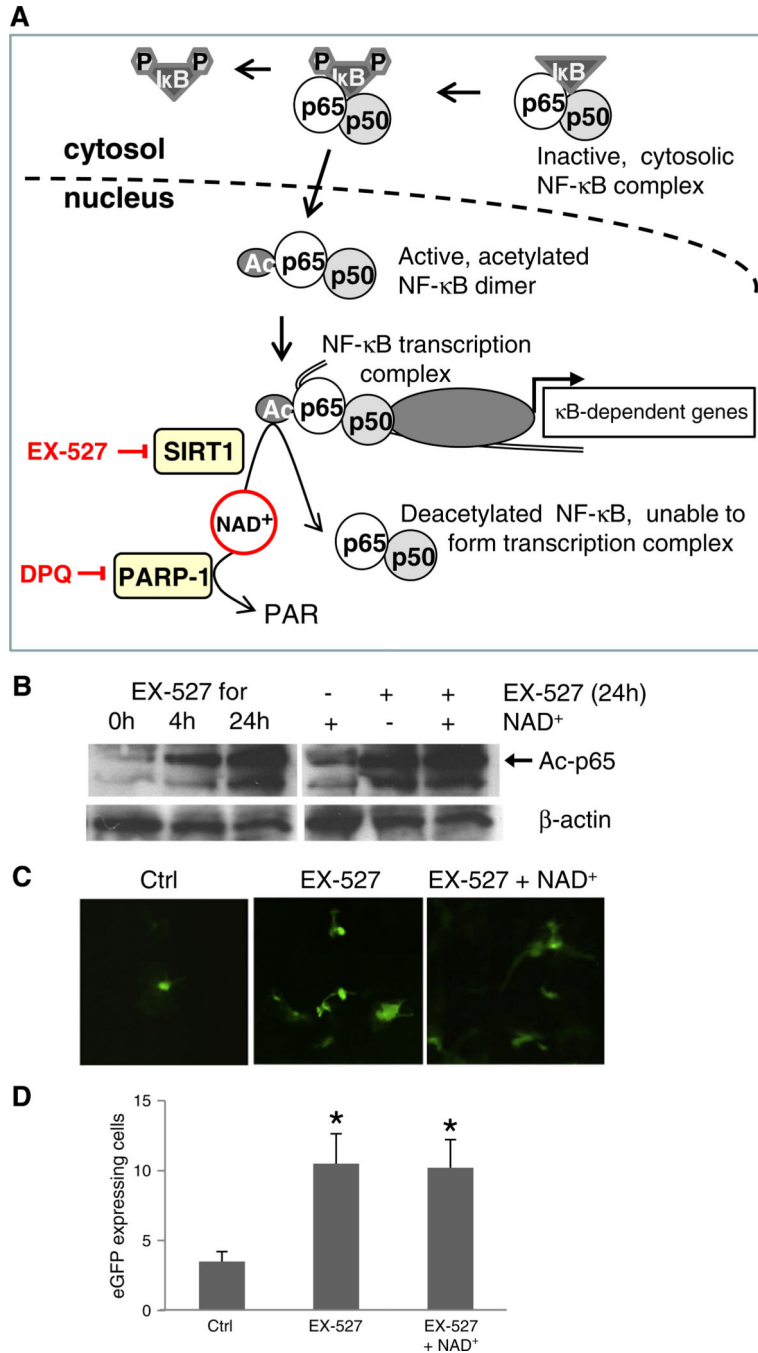 A
P P P P
IκB IκB IκB
p65 p65
p50 p50
cytosol
Inactive, cytosolic
NF-κB complex
nucleus
Ac p65 p50
Active, acetylated
NF-κB dimer
NF-κB transcription
complex
Ac p65 p50
κB-dependent genes
EX-527 SIRT1
NAD+
Deacetylated NF-κB, unable to
form transcription complex
p65 p50
DPQ PARP-1
PAR
B
EX-527 for - + + EX-527 (24h)
0h 4h 24h + - + NAD+
Ac-p65
β-actin
C
Ctrl EX-527 EX-527 + NAD+
D
eGFP expressing cells
15
10
5
0
* *
Ctrl EX-527 EX-527
+ NAD+